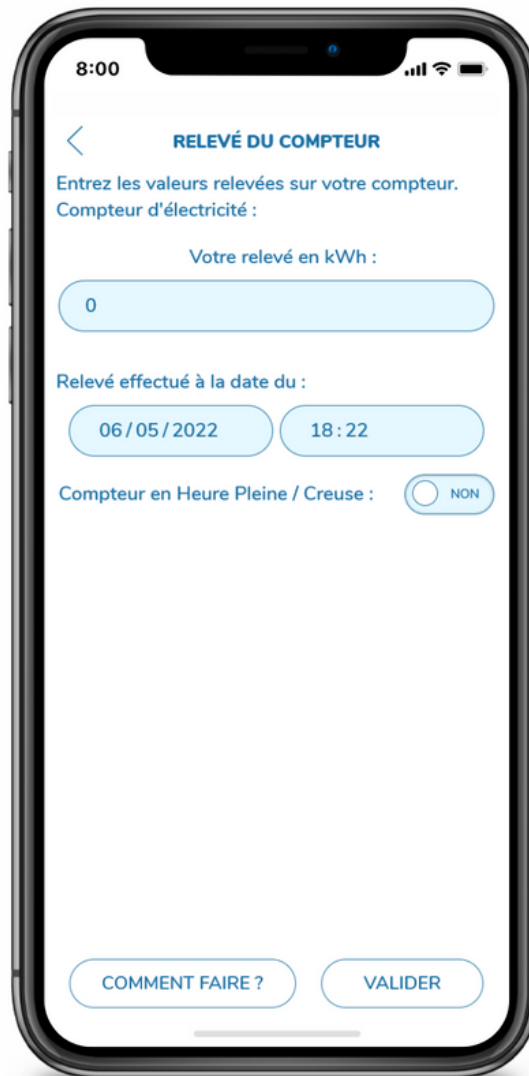 8:00
RELEVÉ DU COMPTEUR
Entrez les valeurs relevées sur votre compteur.
Compteur d'électricité :
Votre relevé en kWh :
0
Relevé effectué à la date du :
06/05/2022 18:22
Compteur en Heure Pleine / Creuse : NON
COMMENT FAIRE ? VALIDER